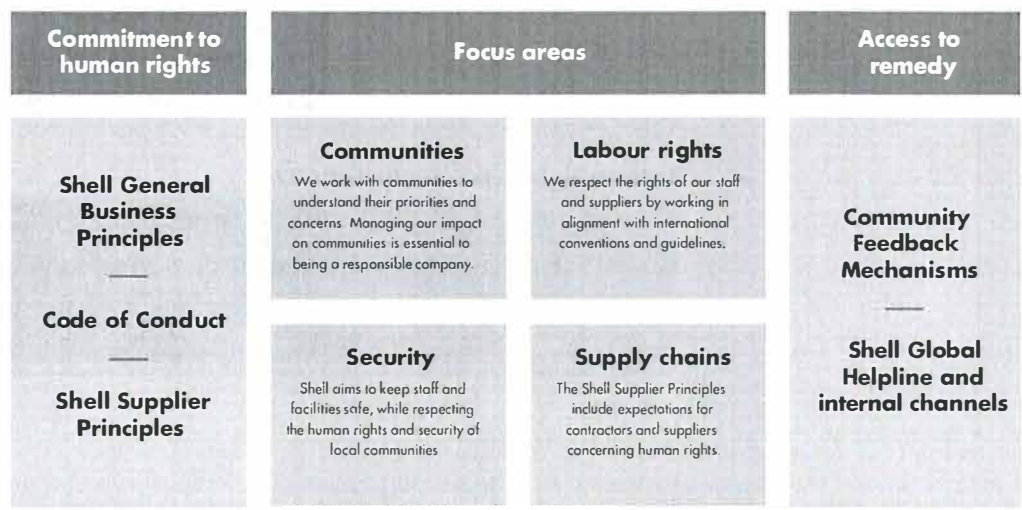 Commitment to
human rights
Focus areas
Access to
remedy
Shell General
Business
Principles
Code of Conduct
Shell Supplier
Principles
Communities
We work with communities to
understand their priorities and
concerns. Managing our impact
on communities is essential to
being a responsible company.
Labour rights
We respect the rights of our staff
and suppliers by working in
alignment with international
conventions and guidelines.
Security
Shell aims to keep staff and
facilities safe, while respecting
the human rights and security of
local communities
Supply chains
The Shell Supplier Principles
include expectations for
contractors and suppliers
concerning human rights.
Community
Feedback
Mechanisms
Shell Global
Helpline and
internal channels